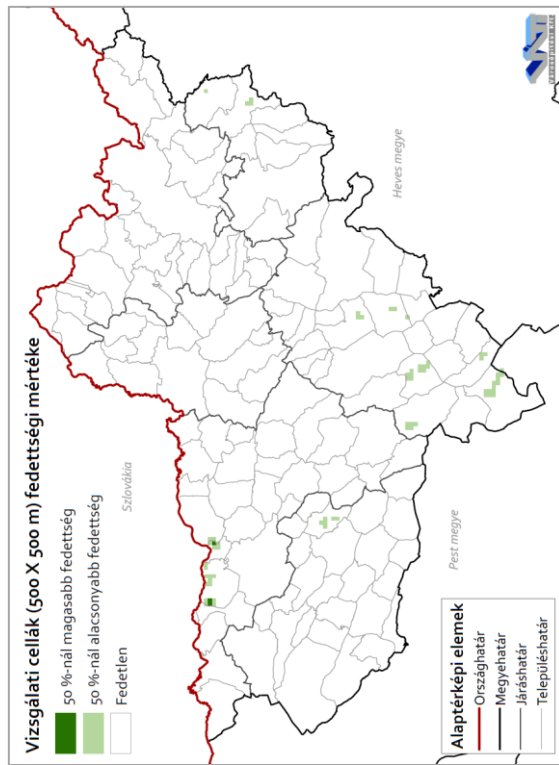 Vizsgálati cellák (500 X 500 m) fedettségi mértéke
50 %-nál magasabb fedettség
50 %-nál alacsonyabb fedettség
Fedetlen
Szlovákia
Heves megye
Pest megye
Alaptérképi elemek
Országhatár
Megyehatár
Járáshatár
Településhatár